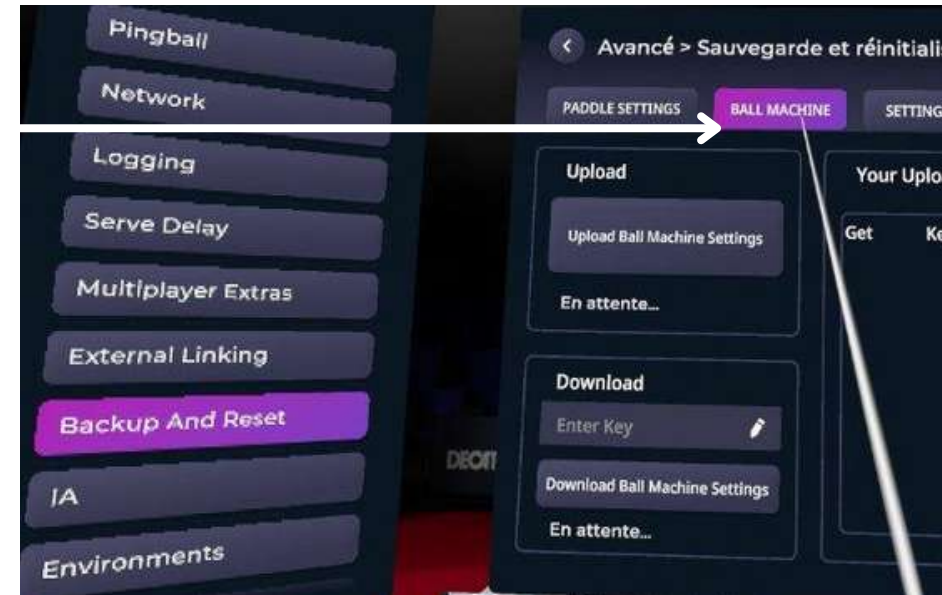 Pingball
Network
Logging
Serve Delay
Multiplayer Extras
External Linking
Backup And Reset
IA
Environments
Avancé > Sauvegarde et réinitialis
PADDLE SETTINGS
BALL MACHINE
SETTING
Upload
Upload Ball Machine Settings
En attente...
Download
Enter Key
Download Ball Machine Settings
En attente...
Your Uplo
Get Ke